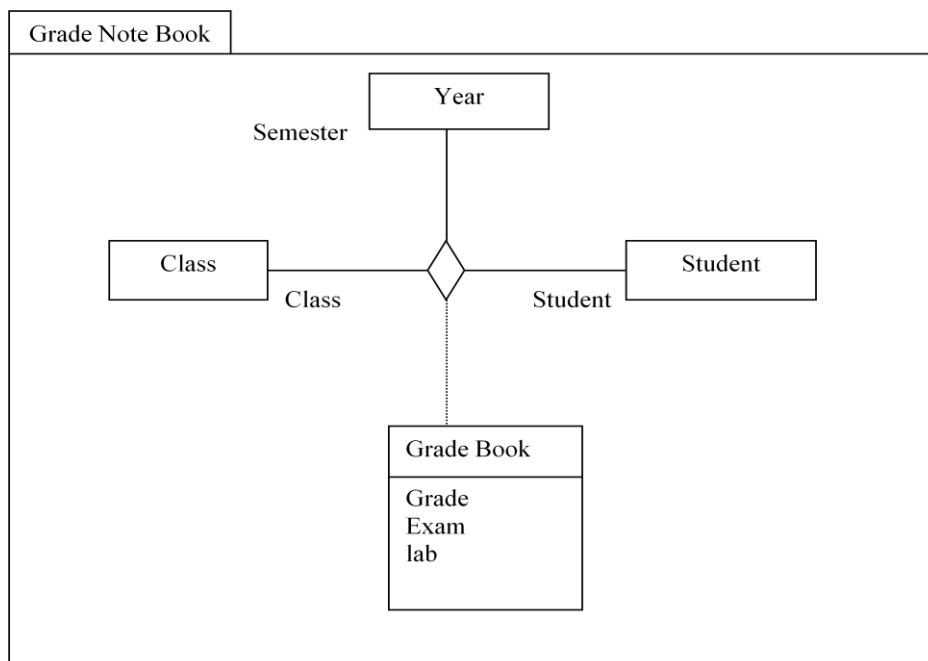 Grade Note Book
Year
Semester
Class
Student
Class
Student
Grade Book
Grade
Exam
lab